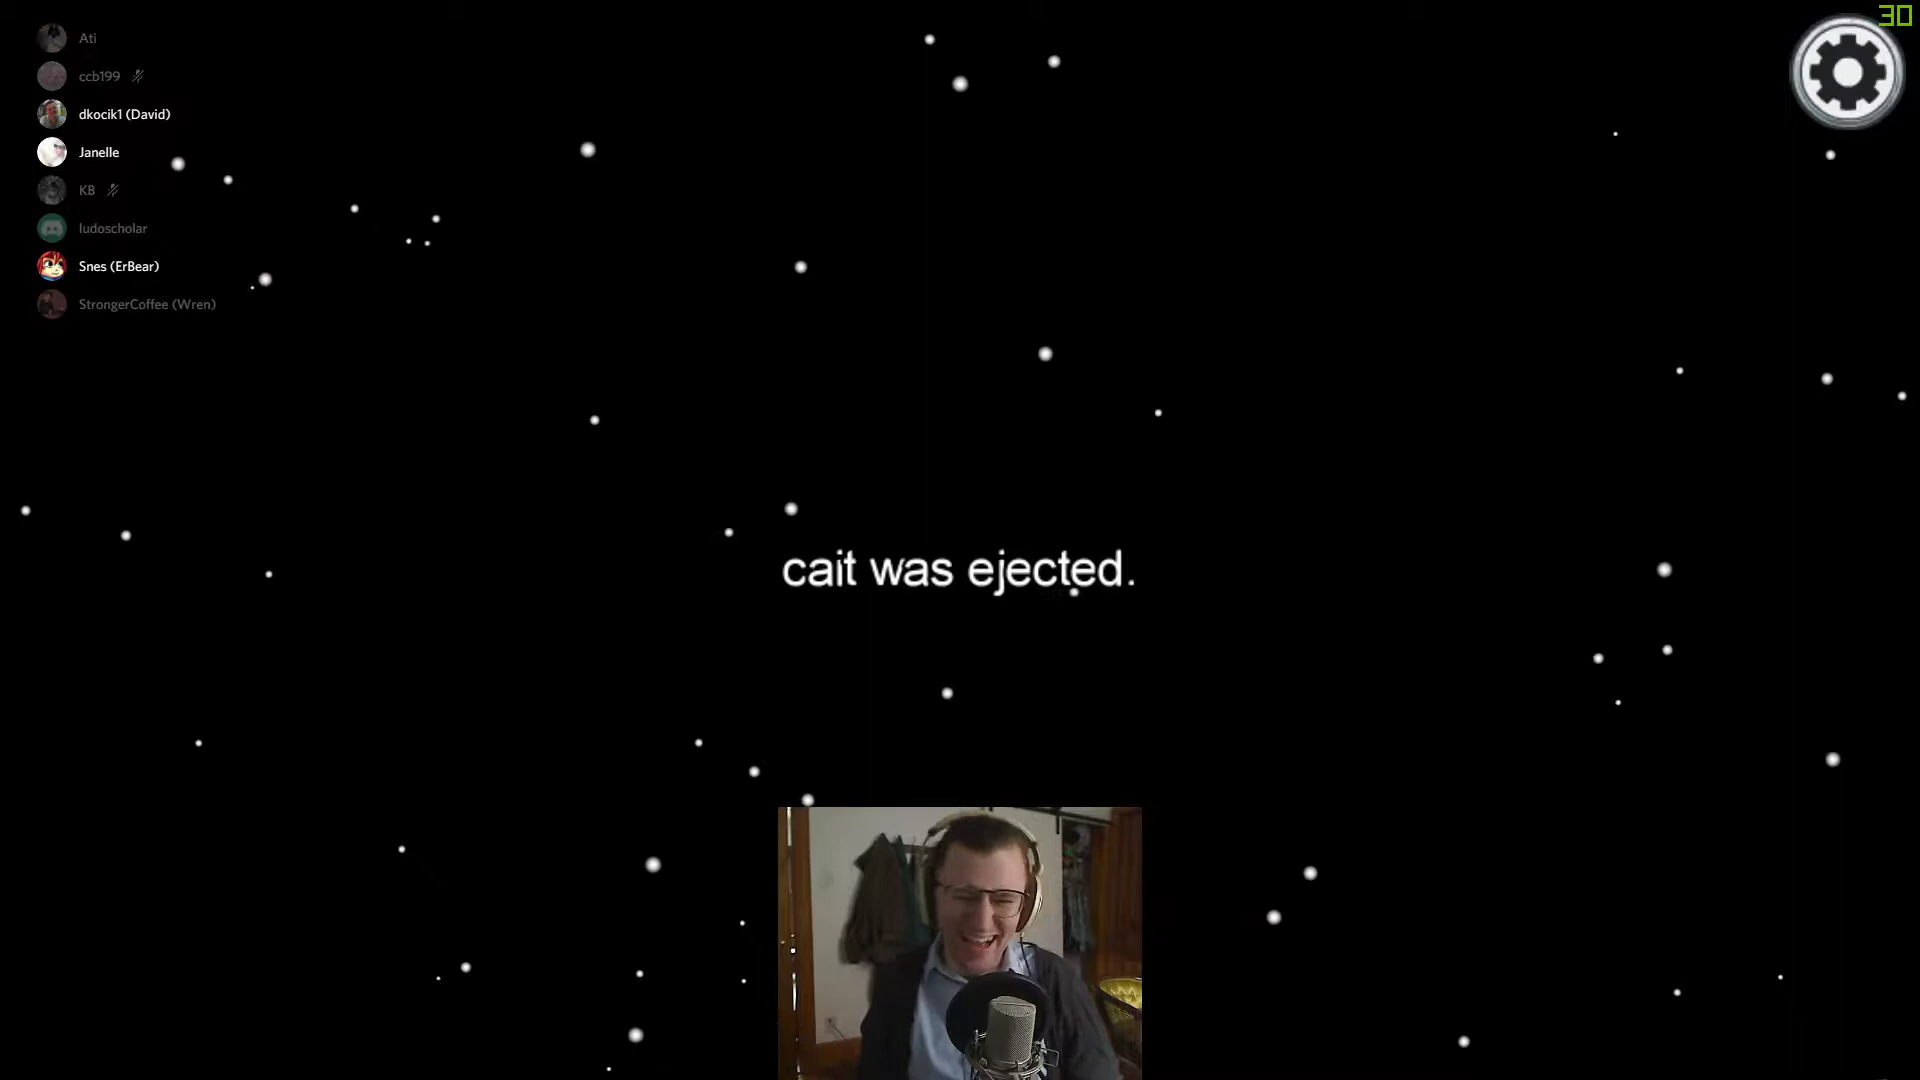 30
Ati
ccb199
dkocik1 (David)
Janelle
KB
ludoscholar
Snes (ErBear)
StrongerCoffee (Wren)
cait was ejected.